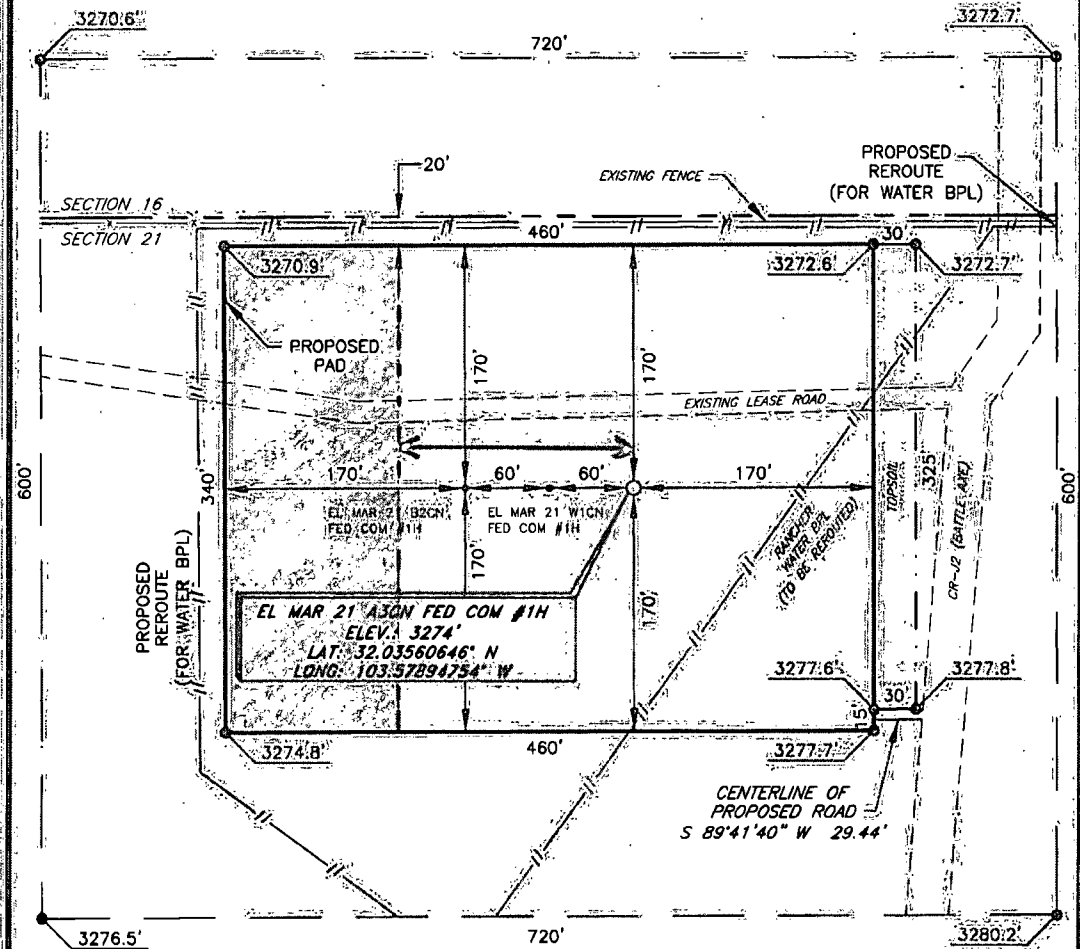 3270.6'
3272.7'
720'
20'
EXISTING FENCE
PROPOSED
REROUTE
(FOR WATER BPL)
SECTION 16
SECTION 21
460'
30'
3270.9'
3272.6'
3272.7'
PROPOSED
PAD
170'
170'
EXISTING LEASE ROAD
600'
340'
170'
60'
60'
170'
TOPSOIL
325'
600'
EL MAR 21 B2CN
FED COM #1H
EL MAR 21 W1CN
FED COM #1H
RANCHER
WATER BPL
(TO BE REROUTED)
CR-J2 (BATTLE AXE)
PROPOSED
REROUTE
(FOR WATER BPL)
170'
170'
EL MAR 21 A3CN FED COM #1H
ELEV.: 3274'
LAT: 32.03560646° N
LONG: 103.57894754° W
3277.6'
3277.8'
30'
15'
3274.8'
460'
3277.7'
CENTERLINE OF
PROPOSED ROAD
S 89°41'40" W 29.44'
3276.5'
720'
3280.2'